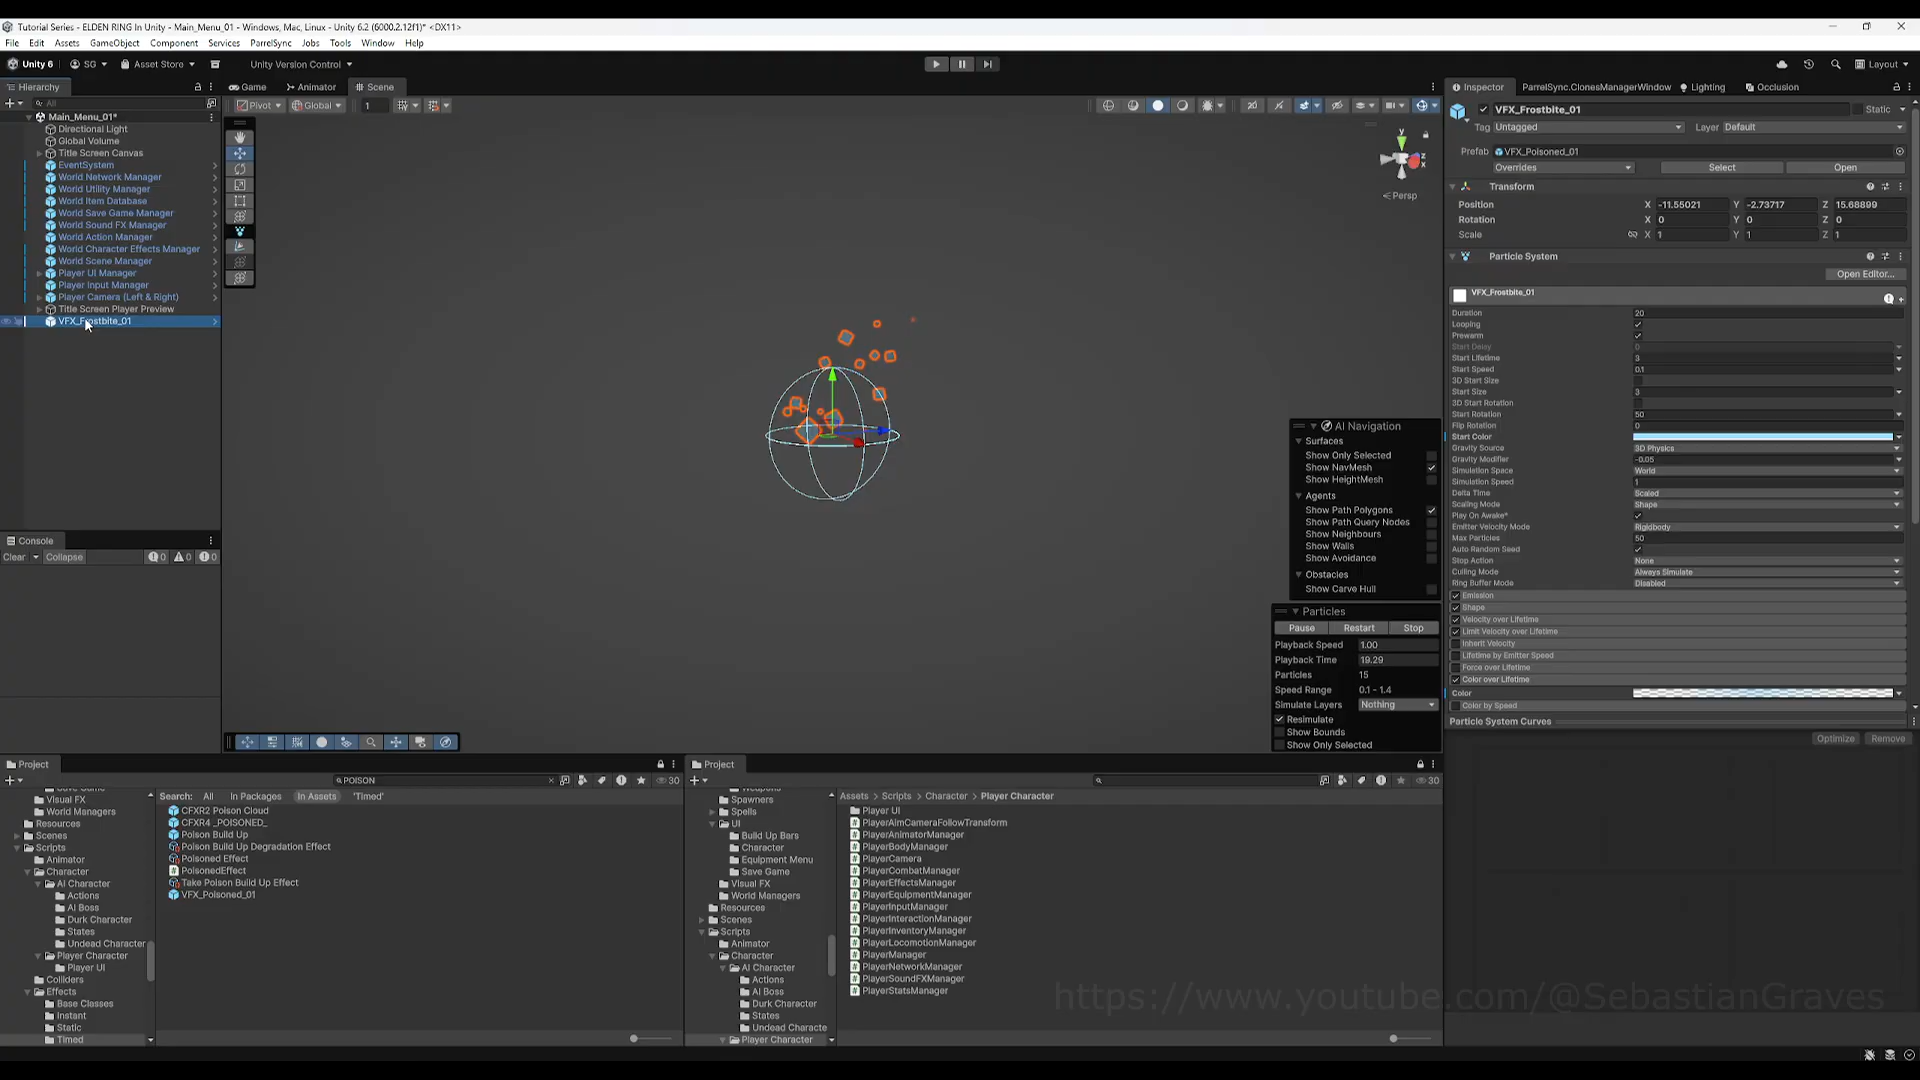 Tutorial Series - ELDEN RING In Unity - Main_Menu_01 - Windows, Mac, Linux - Unity 6.2 (6000.2.12f1)* <DX11>
File Edit Assets GameObject Component Services ParrelSync Jobs Tools Window Help
Unity 6 SG Asset Store Unity Version Control Layout
Hierarchy
All
Main_Menu_01*
Directional Light
Global Volume
Title Screen Canvas
EventSystem
World Network Manager
World Utility Manager
World Item Database
World Save Game Manager
World Sound FX Manager
World Action Manager
World Character Effects Manager
World Scene Manager
Player UI Manager
Player Input Manager
Player Camera (Left & Right)
Title Screen Player Preview
VFX_Frostbite_01
Console
Clear Collapse 0 0 0
Game Animator Scene
Pivot Global 1
y
x
z
Persp
AI Navigation
Surfaces
Show Only Selected
Show NavMesh
Show HeightMesh
Agents
Show Path Polygons
Show Path Query Nodes
Show Neighbours
Show Walls
Show Avoidance
Obstacles
Show Carve Hull
Particles
Pause Restart Stop
Playback Speed 1.00
Playback Time 19.29
Particles 15
Speed Range 0.1 - 1.4
Simulate Layers Nothing
Resimulate
Show Bounds
Show Only Selected
Inspector ParrelSync.ClonesManagerWindow Lighting Occlusion
VFX_Frostbite_01 Static
Tag Untagged Layer Default
Prefab VFX_Poisoned_01
Overrides Select Open
Transform
Position X -11.55021 Y -2.73717 Z 15.68899
Rotation X 0 Y 0 Z 0
Scale X 1 Y 1 Z 1
Particle System
Open Editor...
VFX_Frostbite_01
Duration 20
Looping
Prewarm
Start Delay 0
Start Lifetime 3
Start Speed 0.1
3D Start Size
Start Size 3
3D Start Rotation
Start Rotation 50
Flip Rotation 0
Start Color
Gravity Source 3D Physics
Gravity Modifier -0.05
Simulation Space World
Simulation Speed 1
Delta Time Scaled
Scaling Mode Shape
Play On Awake*
Emitter Velocity Mode Rigidbody
Max Particles 50
Auto Random Seed
Stop Action None
Culling Mode Always Simulate
Ring Buffer Mode Disabled
Emission
Shape
Velocity over Lifetime
Limit Velocity over Lifetime
Inherit Velocity
Lifetime by Emitter Speed
Force over Lifetime
Color over Lifetime
Color
Color by Speed
Particle System Curves
Optimize Remove
Project
POISON 30
Search: All In Packages In Assets 'Timed'
Visual FX
World Managers
Resources
Scenes
Scripts
Animator
Character
AI Character
Actions
AI Boss
Durk Character
States
Undead Character
Player Character
Player UI
Colliders
Effects
Base Classes
Instant
Static
Timed
CFXR2 Poison Cloud
CFXR4 _POISONED_
Poison Build Up
Poison Build Up Degradation Effect
Poisoned Effect
PoisonedEffect
Take Poison Build Up Effect
VFX_Poisoned_01
Project
30
Assets > Scripts > Character > Player Character
Spawners
Spells
UI
Build Up Bars
Character
Equipment Menu
Save Game
Visual FX
World Managers
Resources
Scenes
Scripts
Animator
Character
AI Character
Actions
AI Boss
Durk Character
States
Undead Characte
Player Character
Player UI
PlayerAimCameraFollowTransform
PlayerAnimatorManager
PlayerBodyManager
PlayerCamera
PlayerCombatManager
PlayerEffectsManager
PlayerEquipmentManager
PlayerInputManager
PlayerInteractionManager
PlayerInventoryManager
PlayerLocomotionManager
PlayerManager
PlayerNetworkManager
PlayerSoundFXManager
PlayerStatsManager
https://www.youtube.com/@SebastianGraves